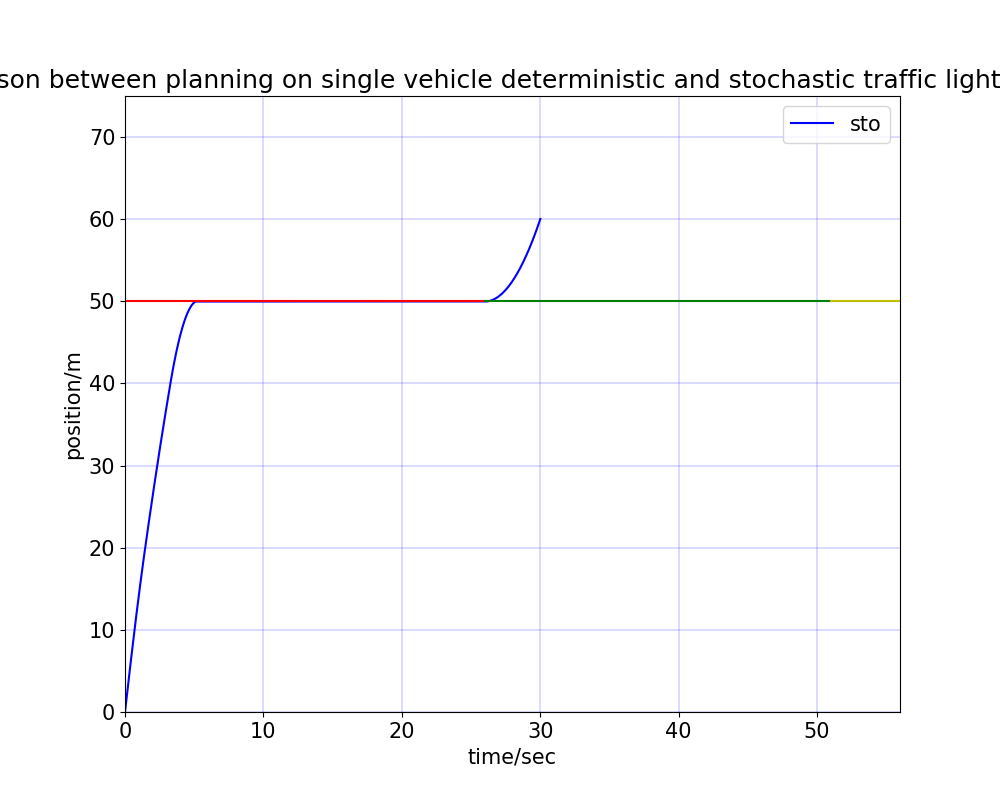 son between planning on single vehicle deterministic and stochastic traffic light
sto
70
60
50
40
30
20
10
0
position/m
0 10 20 30 40 50
time/sec